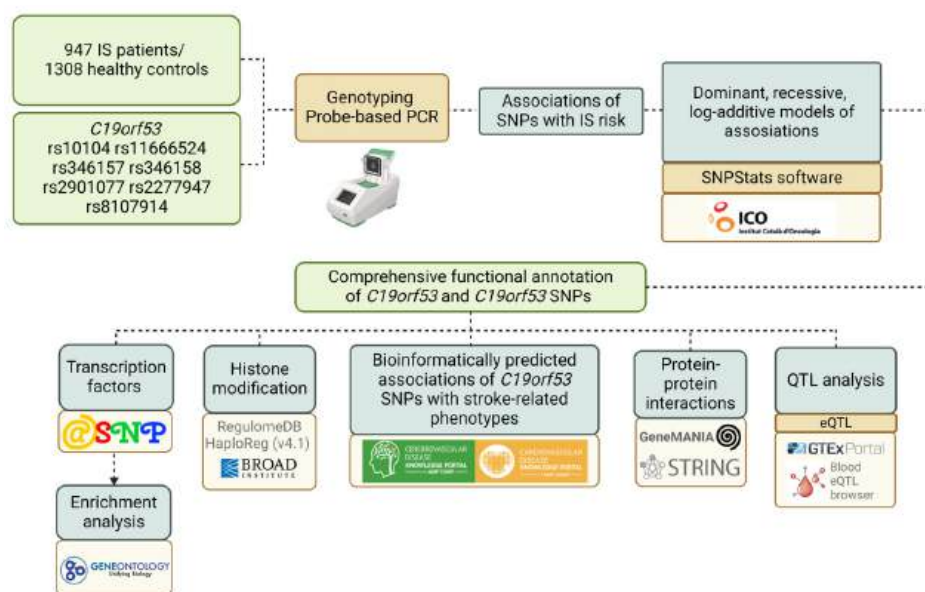 947 IS patients/
1308 healthy controls
C19orf53
rs10104 rs11666524
rs346157 rs346158
rs2901077 rs2277947
rs8107914
Genotyping
Probe-based PCR
Associations of
SNPs with IS risk
Dominant, recessive,
log-additive models of
assosiations
SNPStats software
ICO
Institut Català d'Oncologia
Comprehensive functional annotation
of C19orf53 and C19orf53 SNPs
Transcription
factors
@SNP
Enrichment
analysis
GENEONTOLOGY
Unifying Biology
Histone
modification
RegulomeDB
HaploReg (v4.1)
BROAD
INSTITUTE
Bioinformatically predicted
associations of C19orf53
SNPs with stroke-related
phenotypes
CEREBROVASCULAR
DISEASE
KNOWLEDGE PORTAL
CARDIOVASCULAR
DISEASE
KNOWLEDGE PORTAL
Protein-
protein
interactions
GeneMANIA
STRING
QTL analysis
eQTL
GTExPortal
Blood
eQTL
browser